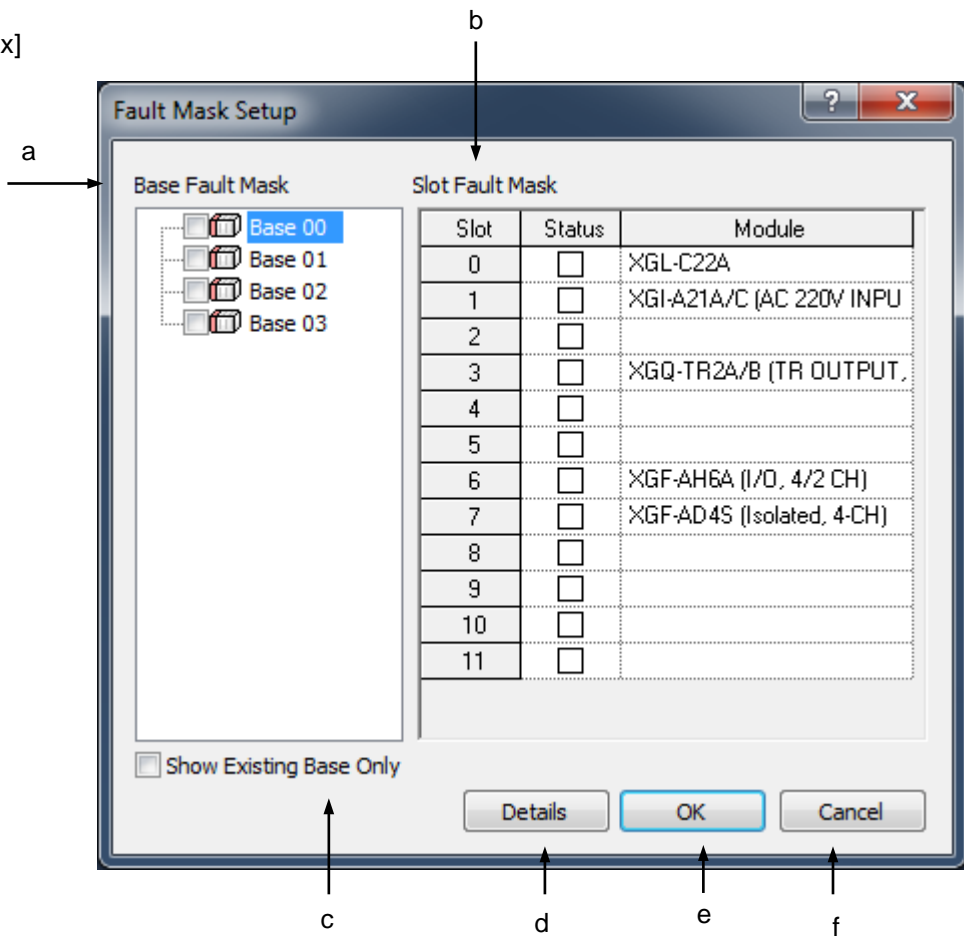 b
x]
Fault Mask Setup
?
x
a
Base Fault Mask
Slot Fault Mask
Base 00
Base 01
Base 02
Base 03
Slot Status Module
0 XGL-C22A
1 XGI-A21A/C (AC 220V INPU
2
3 XGQ-TR2A/B (TR OUTPUT,
4
5
6 XGF-AH6A (I/O, 4/2 CH)
7 XGF-AD4S (Isolated, 4-CH)
8
9
10
11
Show Existing Base Only
Details OK Cancel
c d e f